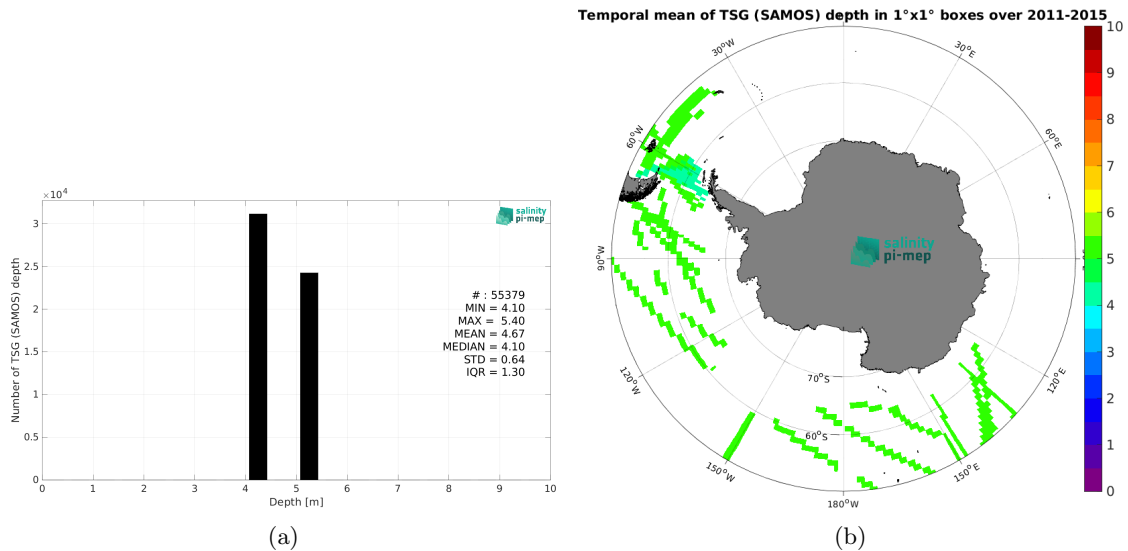 ×10⁴
3
2.5
2
1.5
1
0.5
0
Number of TSG (SAMOS) depth
salinity
pi-mep
# : 55379
MIN = 4.10
MAX = 5.40
MEAN = 4.67
MEDIAN = 4.10
STD = 0.64
IQR = 1.30
0 1 2 3 4 5 6 7 8 9 10
Depth [m]
(a)
Temporal mean of TSG (SAMOS) depth in 1°x1° boxes over 2011-2015
30°W
30°E
60°W
60°E
90°W
120°W
120°E
150°W
150°E
180°W
70°S
60°S
salinity
pi-mep
10
9
8
7
6
5
4
3
2
1
0
(b)